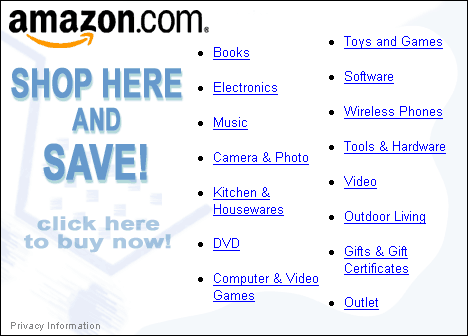 amazon.com®
SHOP HERE
AND
SAVE!
click here
to buy now!
Books
Electronics
Music
Camera & Photo
Kitchen &
Housewares
DVD
Computer & Video
Games
Toys and Games
Software
Wireless Phones
Tools & Hardware
Video
Outdoor Living
Gifts & Gift
Certificates
Outlet
Privacy Information